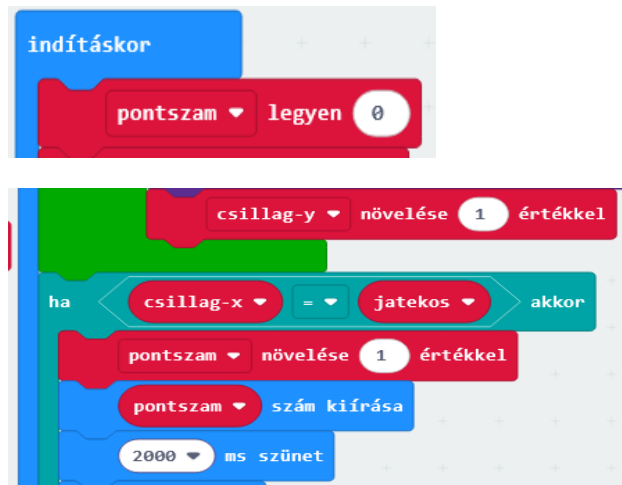 indításkor
pontszam legyen 0
csillag-y növelése 1 értékkel
ha csillag-x = jatekos akkor
pontszam növelése 1 értékkel
pontszam szám kiírása
2000 ms szünet